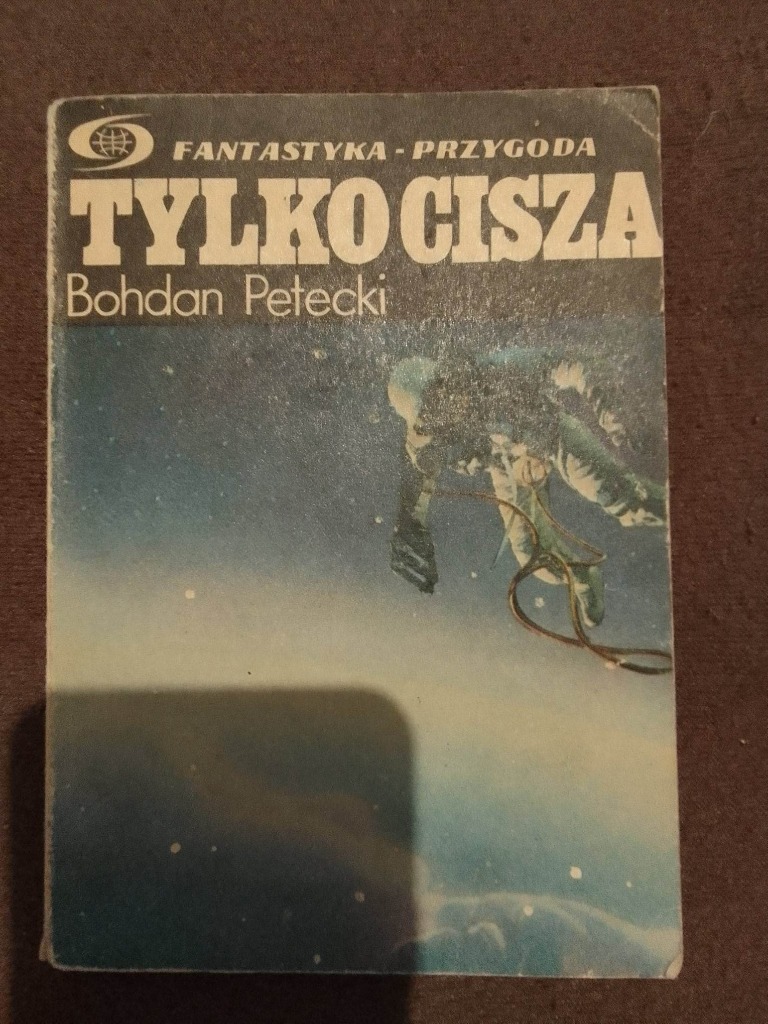 FANTASTYKA - PRZYGODA
TYLKO CISZA
Bohdan Petecki